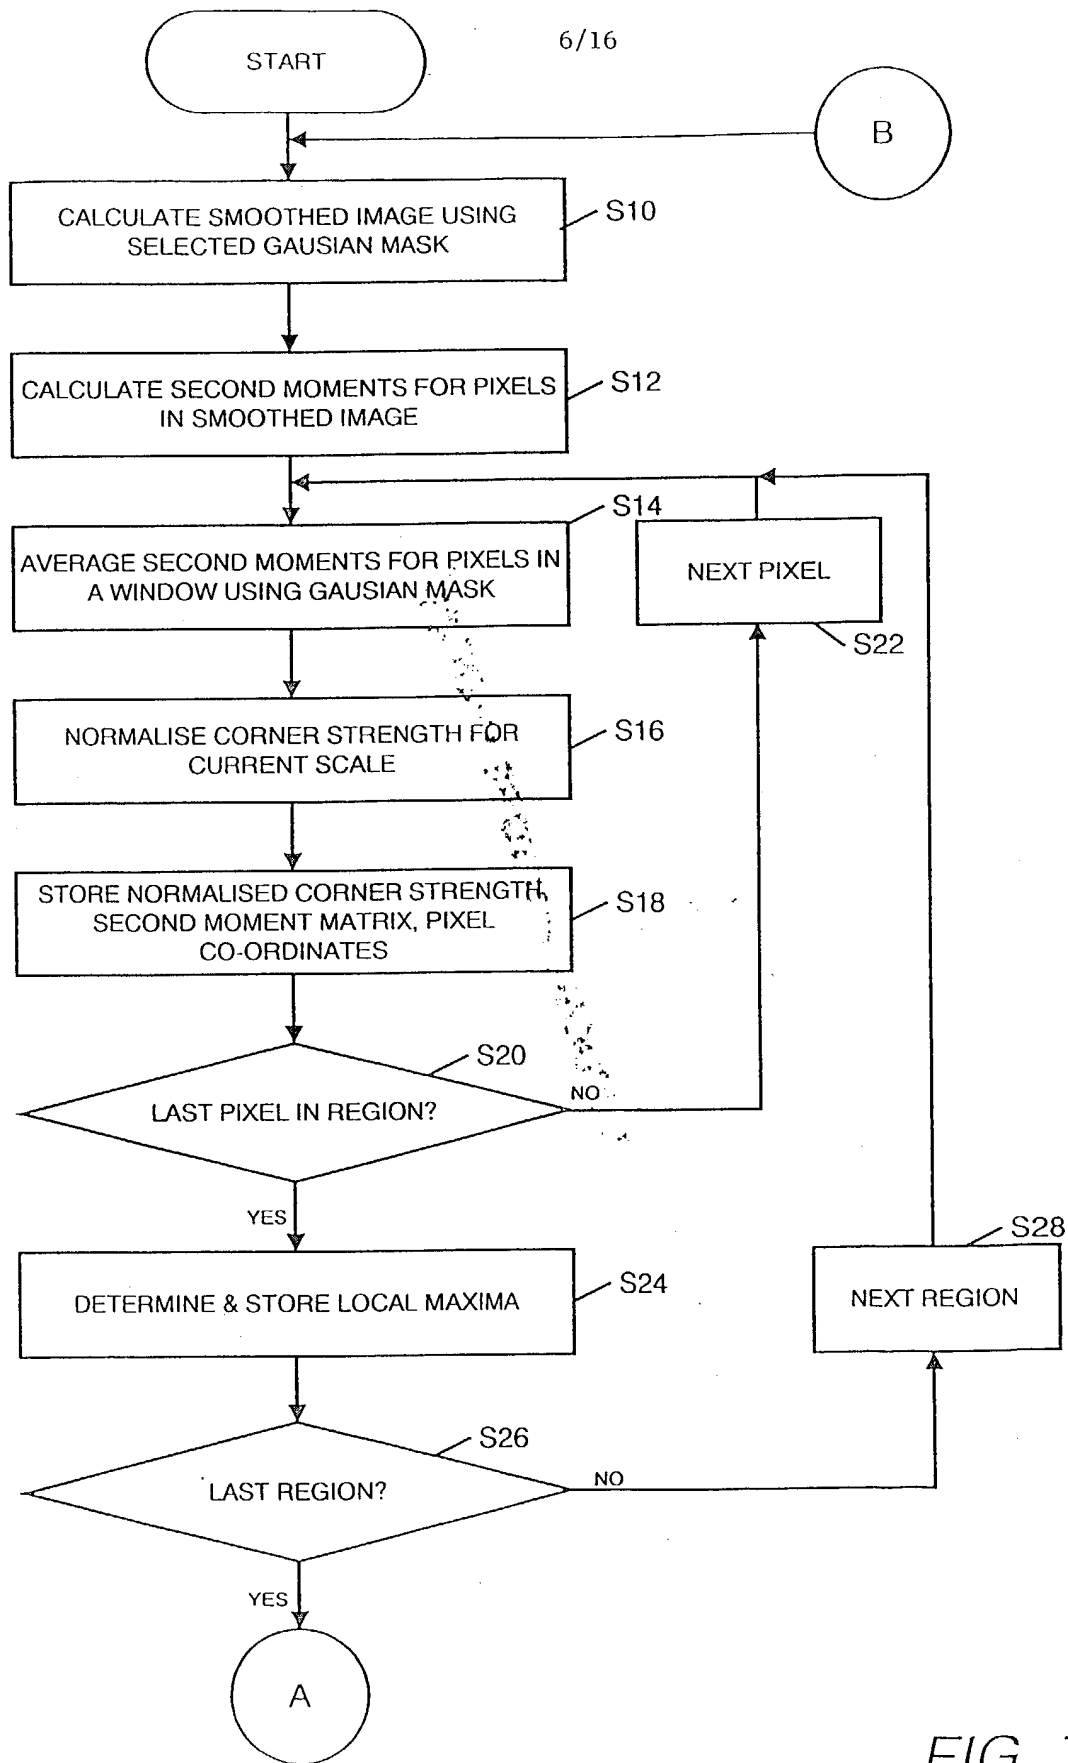 6/16
START
B
CALCULATE SMOOTHED IMAGE USING
SELECTED GAUSIAN MASK
S10
CALCULATE SECOND MOMENTS FOR PIXELS
IN SMOOTHED IMAGE
S12
AVERAGE SECOND MOMENTS FOR PIXELS IN
A WINDOW USING GAUSIAN MASK
S14
NEXT PIXEL
S22
NORMALISE CORNER STRENGTH FOR
CURRENT SCALE
S16
STORE NORMALISED CORNER STRENGTH,
SECOND MOMENT MATRIX, PIXEL
CO-ORDINATES
S18
LAST PIXEL IN REGION?
S20
NO
YES
DETERMINE & STORE LOCAL MAXIMA
S24
NEXT REGION
S28
LAST REGION?
S26
NO
YES
A
FIG.